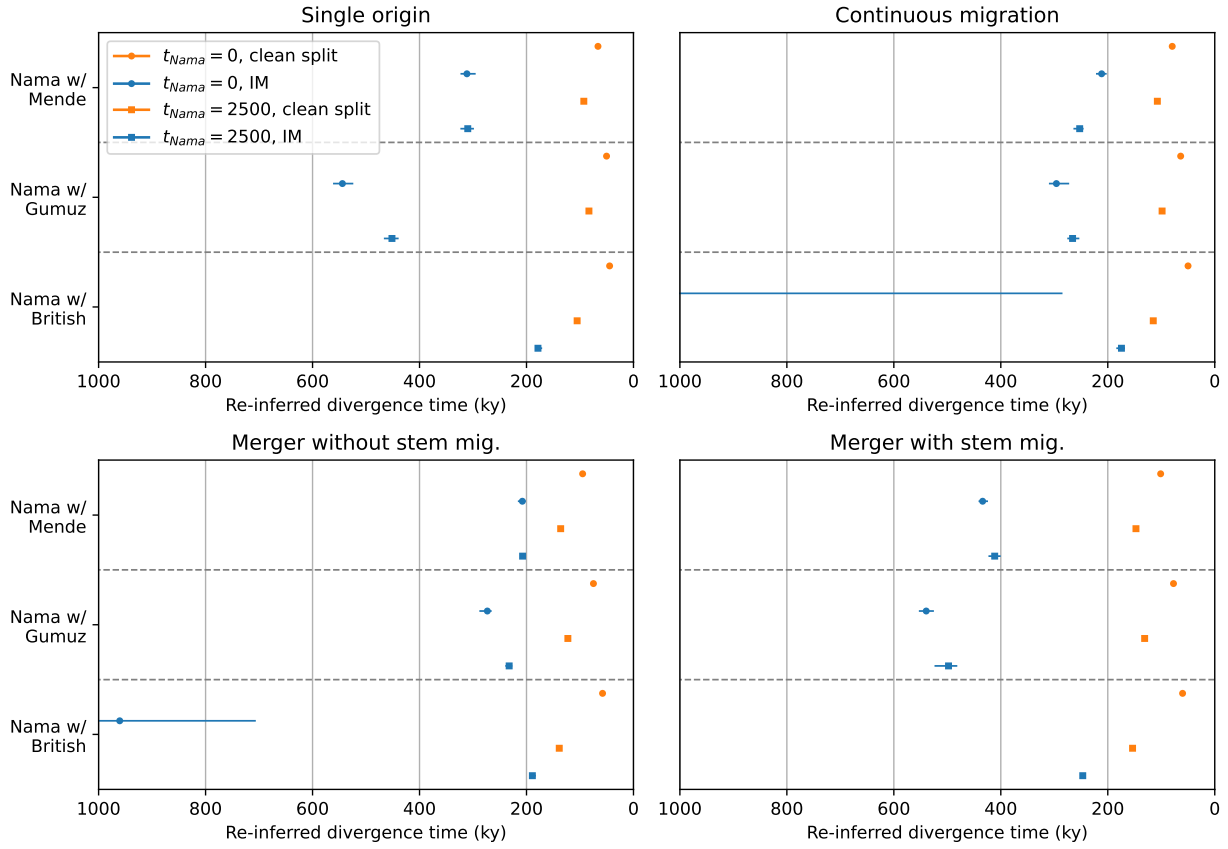 Single origin
Continuous migration
t_Nama = 0, clean split
t_Nama = 0, IM
t_Nama = 2500, clean split
t_Nama = 2500, IM
Nama w/
Mende
Nama w/
Gumuz
Nama w/
British
1000 800 600 400 200 0
1000 800 600 400 200 0
Re-inferred divergence time (ky)
Re-inferred divergence time (ky)
Merger without stem mig.
Merger with stem mig.
Nama w/
Mende
Nama w/
Gumuz
Nama w/
British
1000 800 600 400 200 0
1000 800 600 400 200 0
Re-inferred divergence time (ky)
Re-inferred divergence time (ky)